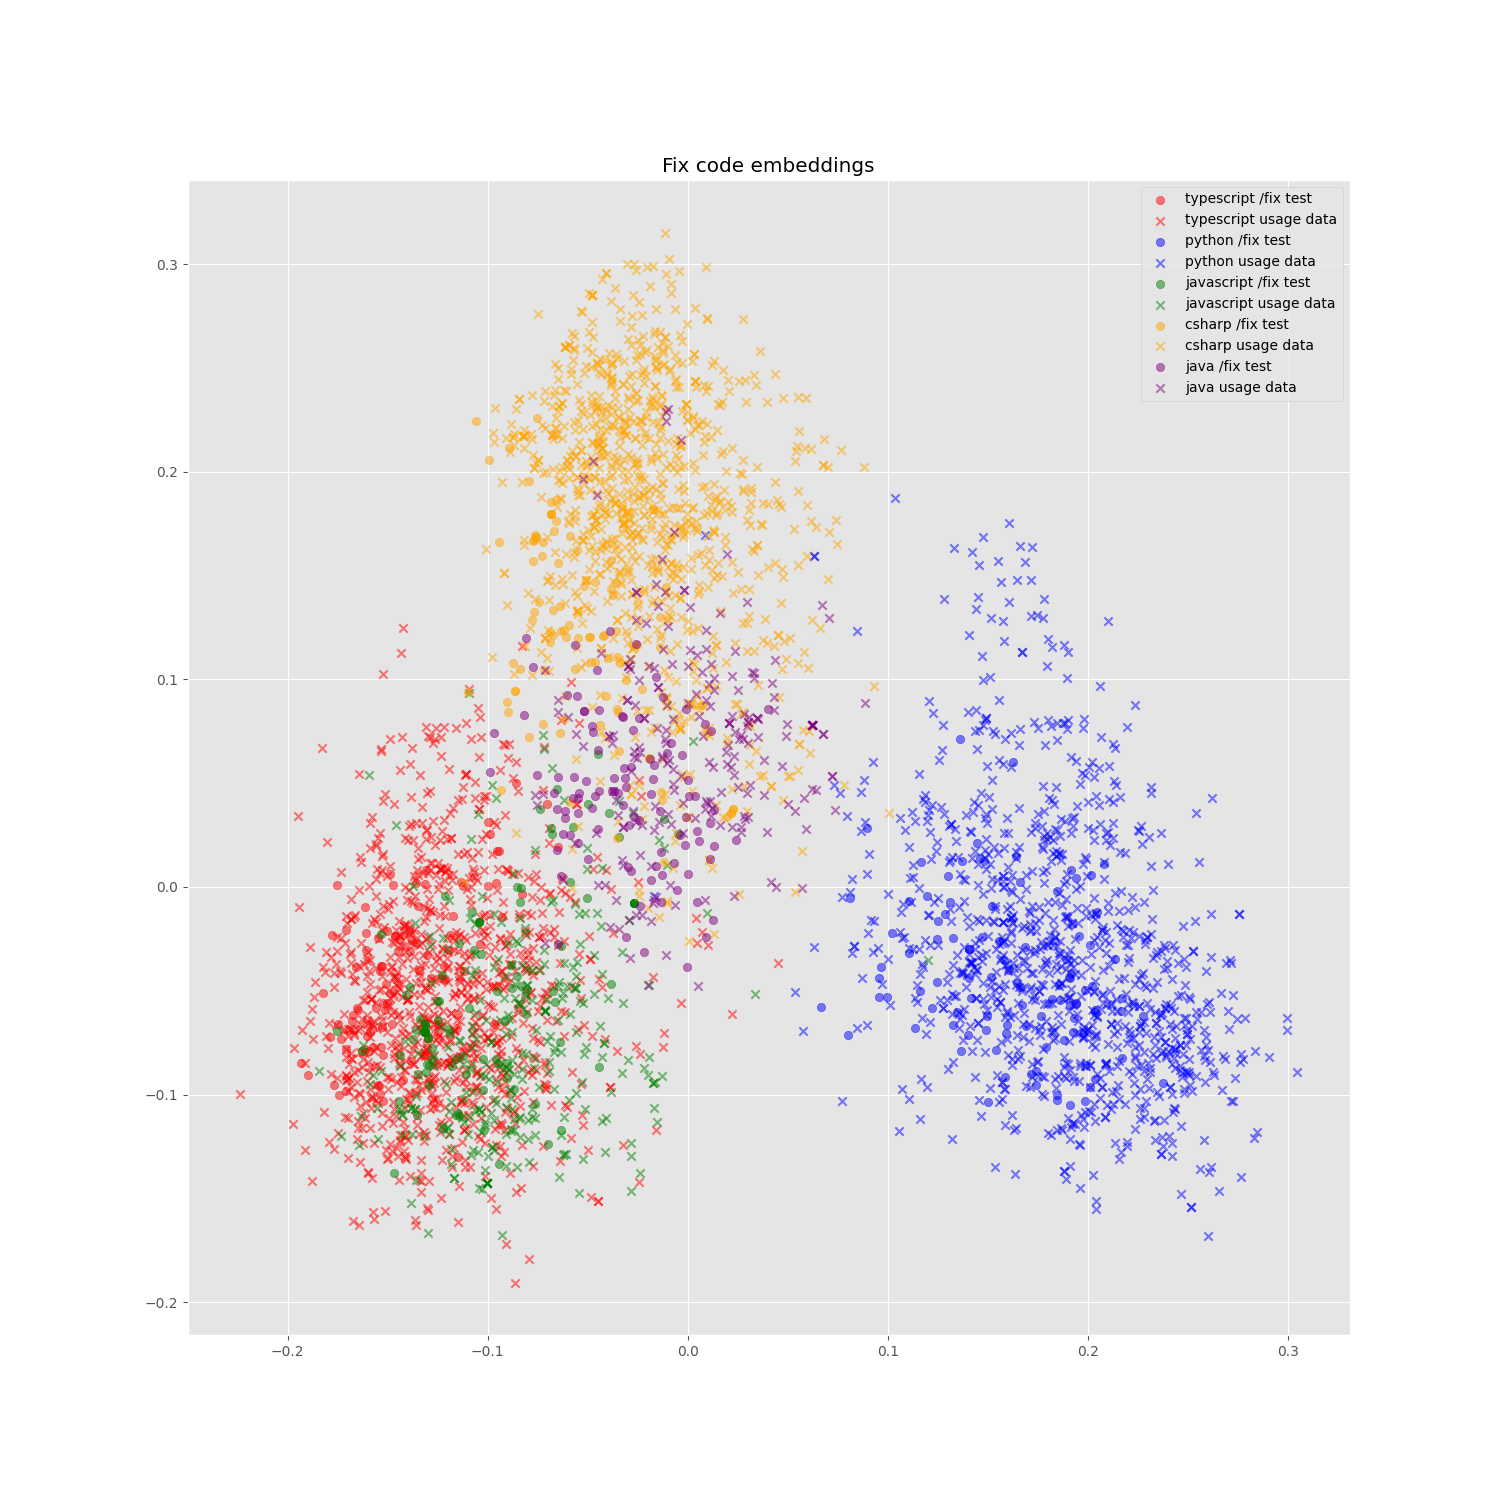 Fix code embeddings
typescript /fix test
typescript usage data
python /fix test
python usage data
javascript /fix test
javascript usage data
csharp /fix test
csharp usage data
java /fix test
java usage data
0.3
0.2
0.1
0.0
−0.1
−0.2
−0.2 −0.1 0.0 0.1 0.2 0.3